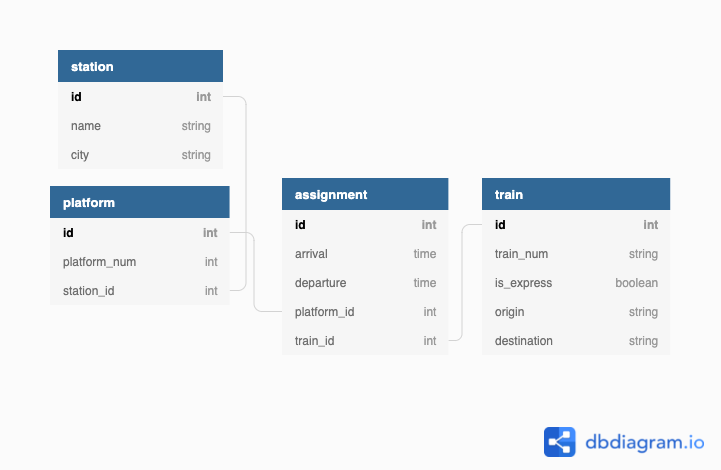 station
id int
name string
city string
platform
id int
platform_num int
station_id int
assignment
id int
arrival time
departure time
platform_id int
train_id int
train
id int
train_num string
is_express boolean
origin string
destination string
dbdiagram.io